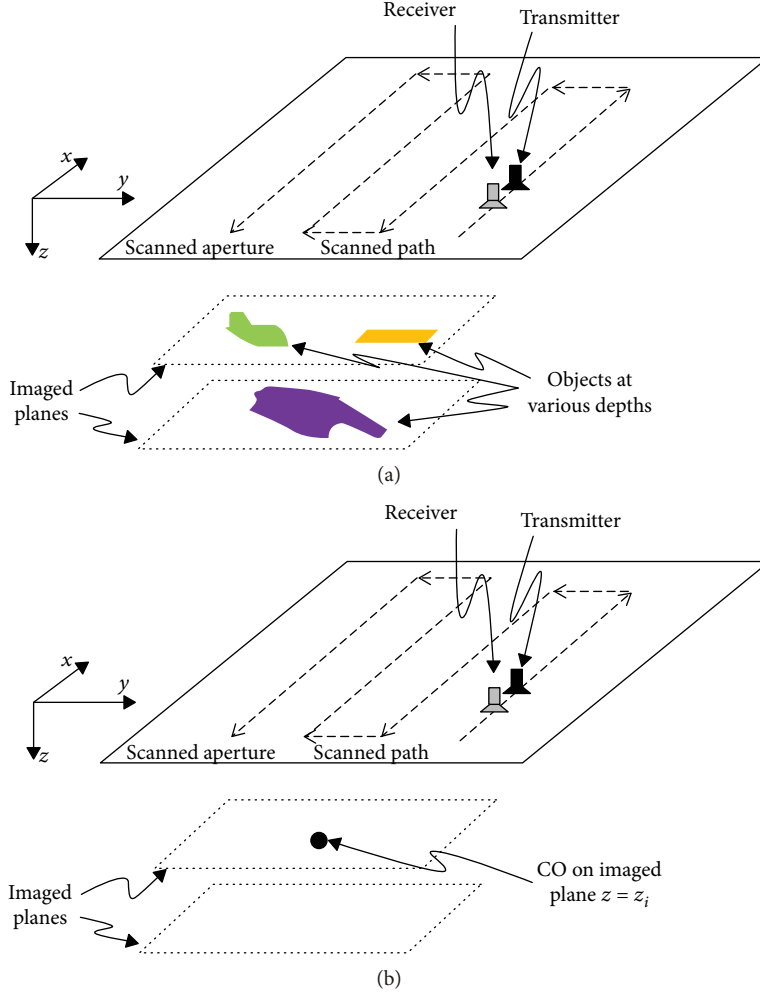 Receiver
Transmitter
x
y
z
Scanned aperture
Scanned path
Imaged
planes
Objects at
various depths
(a)
Receiver
Transmitter
x
y
z
Scanned aperture
Scanned path
Imaged
planes
CO on imaged
plane z = zᵢ
(b)